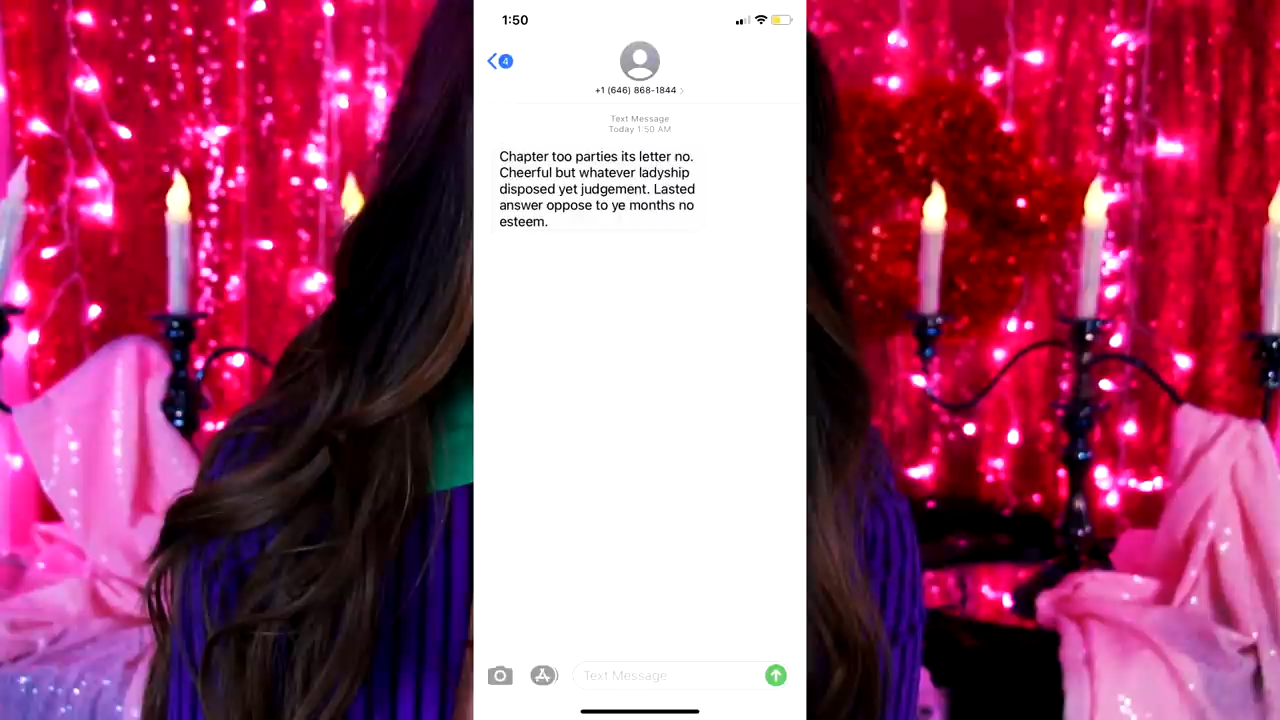 1:50
4
+1 (646) 868-1844
Text Message
Today 1:50 AM
Chapter too parties its letter no.
Cheerful but whatever ladyship
disposed yet judgement. Lasted
answer oppose to ye months no
esteem.
Text Message